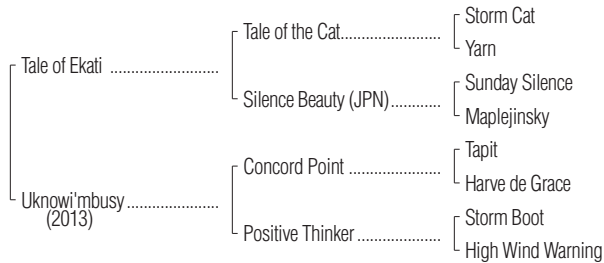 Storm Cat
Tale of the Cat..................
Yarn
Tale of Ekati ........................
Sunday Silence
Silence Beauty (JPN)...........
Maplejinsky
Tapit
Concord Point ..................
Harve de Grace
Uknowi'mbusy ....................
(2013)
Storm Boot
Positive Thinker ................
High Wind Warning